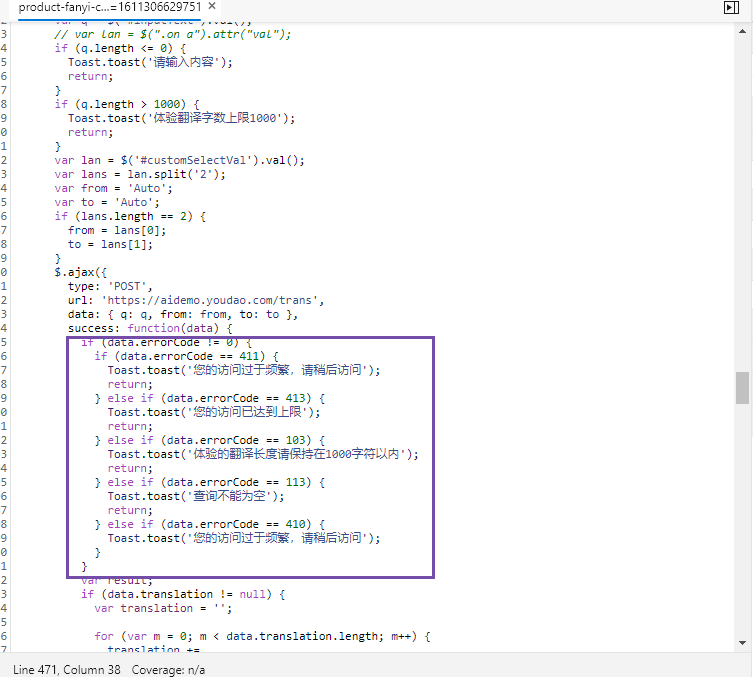 product-fanyi-c...=1611306629751 ×
2 var q = $('#inputText').val();
3 // var lan = $(".on a").attr("val");
4 if (q.length <= 0) {
5 Toast.toast('请输入内容');
6 return;
7 }
8 if (q.length > 1000) {
9 Toast.toast('体验翻译字数上限1000');
0 return;
1 }
2 var lan = $('#customSelectVal').val();
3 var lans = lan.split('2');
4 var from = 'Auto';
5 var to = 'Auto';
6 if (lans.length == 2) {
7 from = lans[0];
8 to = lans[1];
9 }
0 $.ajax({
1 type: 'POST',
2 url: 'https://aidemo.youdao.com/trans',
3 data: { q: q, from: from, to: to },
4 success: function(data) {
5 if (data.errorCode != 0) {
6 if (data.errorCode == 411) {
7 Toast.toast('您的访问过于频繁，请稍后访问');
8 return;
9 } else if (data.errorCode == 413) {
0 Toast.toast('您的访问已达到上限');
1 return;
2 } else if (data.errorCode == 103) {
3 Toast.toast('体验的翻译长度请保持在1000字符以内');
4 return;
5 } else if (data.errorCode == 113) {
6 Toast.toast('查询不能为空');
7 return;
8 } else if (data.errorCode == 410) {
9 Toast.toast('您的访问过于频繁，请稍后访问');
0 }
1 }
2 var result;
3 if (data.translation != null) {
4 var translation = '';
5
6 for (var m = 0; m < data.translation.length; m++) {
7 translation +=
Line 471, Column 38 Coverage: n/a